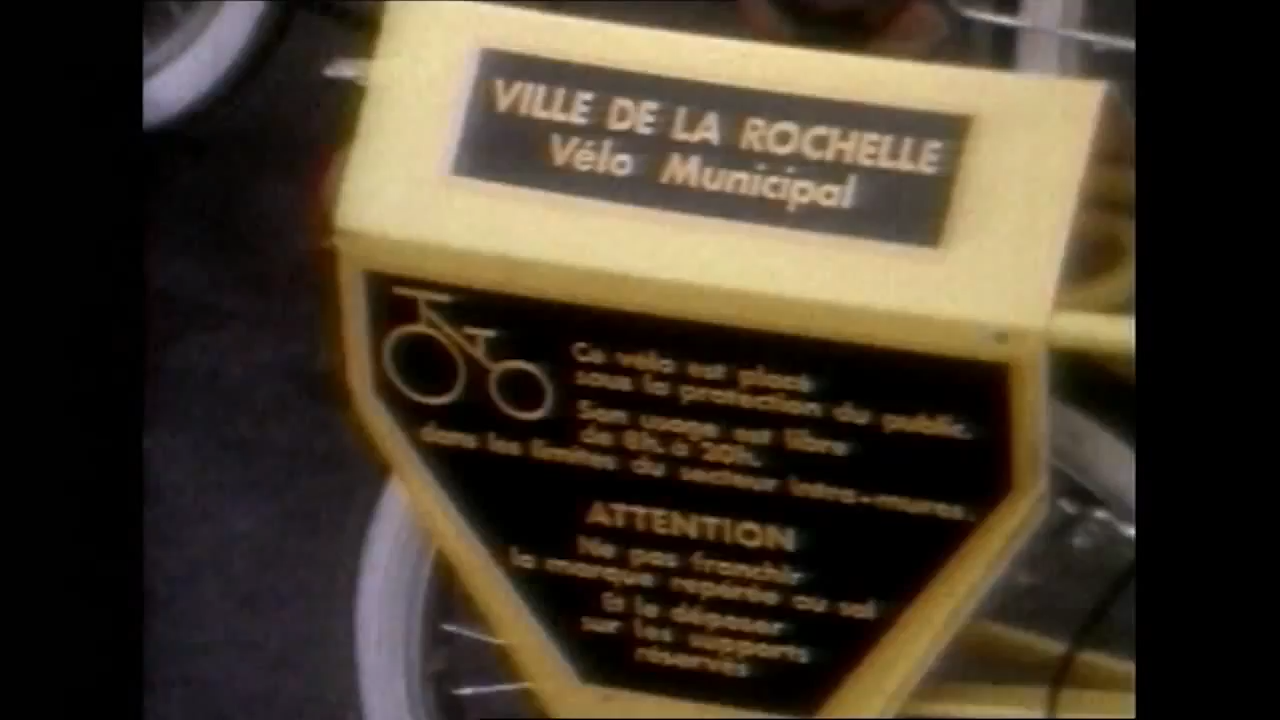 VILLE DE LA ROCHELLE
Vélo Municipal
Ce vélo est placé
sous la protection du public.
Son usage est libre
de 6h à 20h.
dans les limites du secteur intra-muros.
ATTENTION
Ne pas franchir
la marque repérée au sol
Et le déposer
sur les supports
réservés